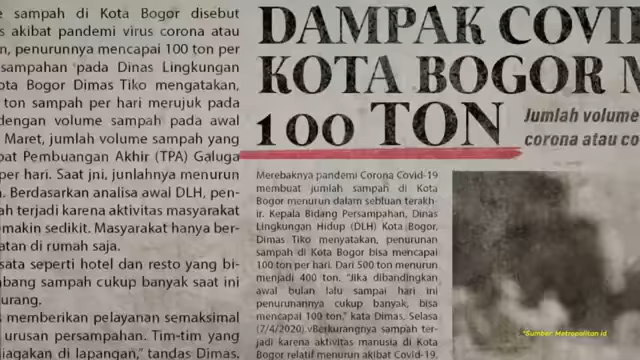 e sampah di Kota Bogor disebut
s akibat pandemi virus corona atau
n, penurunnya mencapai 100 ton per
rsampahan pada Dinas Lingkungan
ota Bogor Dimas Tiko mengatakan,
ton sampah per hari merujuk pada
dengan volume sampah pada awal
Maret, jumlah volume sampah yang
pat Pembuangan Akhir (TPA) Galuga
per hari. Saat jni, junlahnya menurun
n. Berdasarkan analisa awal DLH, pen-
ah terjadi karena aktivitas masyarakat
emakin sedikit. Masyarakat hanya ber-
atan di rumah saja.
sata seperti hotel dan resto yang bi-
mbang sampah cukup banyak saat ini
urang.
s memberikan pelayanan semaksimal
urusan persampahan. Tim-tim yang
iagakan di lapangan," tandas Dimas.
DAMPAK COVI
KOTA BOGOR M
100 TON
Jumlah volume
corona atau co
Merebaknya pandemi Corona Covid-19
membuat jumlah sampah di Kota
Bogor menurun dalam sebluan terakh-
ir. Kepala Bidang Persampahan, Dinas
Lingkungan Hidup (DLH) Kota Bogor,
Dimas Tiko menyatakan, penurunan
sampah di Kota Bogor bisa mencapai
100 ton per hari. Dari 500 ton menurun
menjadi 400 ton. "Jika dibandingkan
awal bulan lalu sampai hari ini
penurunannya cukup banyak, bisa
mencapai 100 ton," kata Dimas, Selasa
(7/4/2020).vBerkurangnya sampah ter-
jadi karena aktivitas manusia di Kota
Bogor relatif menurun akibat Covid-19.
*Sumber: Metropolitan.id